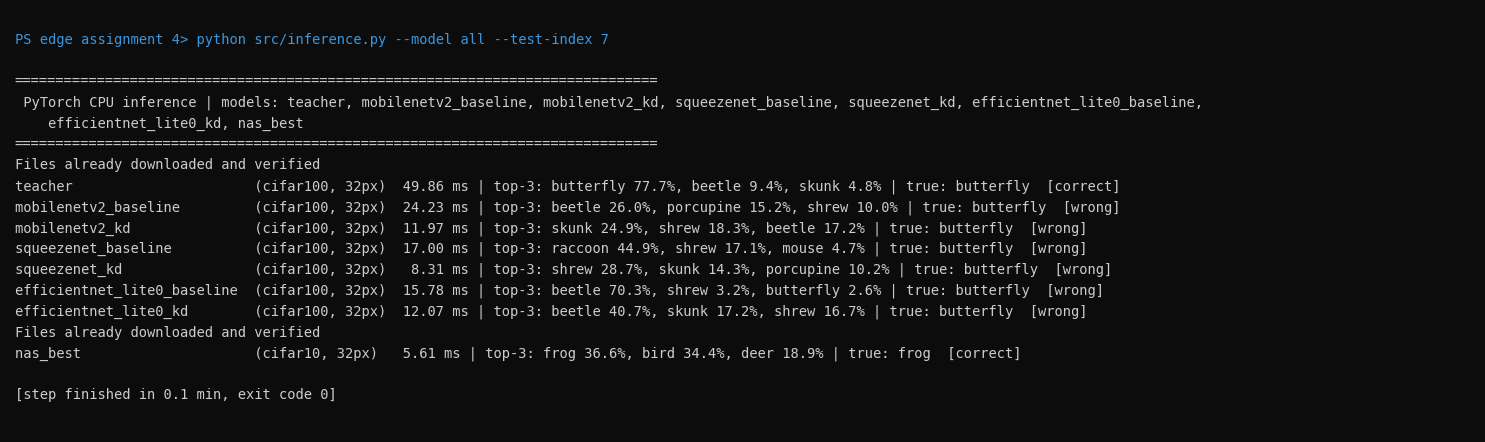 PS edge assignment 4> python src/inference.py --model all --test-index 7
==============================================================================
 PyTorch CPU inference | models: teacher, mobilenetv2_baseline, mobilenetv2_kd, squeezenet_baseline, squeezenet_kd, efficientnet_lite0_baseline,
    efficientnet_lite0_kd, nas_best
==============================================================================
Files already downloaded and verified
teacher                      (cifar100, 32px)  49.86 ms | top-3: butterfly 77.7%, beetle 9.4%, skunk 4.8% | true: butterfly  [correct]
mobilenetv2_baseline         (cifar100, 32px)  24.23 ms | top-3: beetle 26.0%, porcupine 15.2%, shrew 10.0% | true: butterfly  [wrong]
mobilenetv2_kd               (cifar100, 32px)  11.97 ms | top-3: skunk 24.9%, shrew 18.3%, beetle 17.2% | true: butterfly  [wrong]
squeezenet_baseline          (cifar100, 32px)  17.00 ms | top-3: raccoon 44.9%, shrew 17.1%, mouse 4.7% | true: butterfly  [wrong]
squeezenet_kd                (cifar100, 32px)   8.31 ms | top-3: shrew 28.7%, skunk 14.3%, porcupine 10.2% | true: butterfly  [wrong]
efficientnet_lite0_baseline  (cifar100, 32px)  15.78 ms | top-3: beetle 70.3%, shrew 3.2%, butterfly 2.6% | true: butterfly  [wrong]
efficientnet_lite0_kd        (cifar100, 32px)  12.07 ms | top-3: beetle 40.7%, skunk 17.2%, shrew 16.7% | true: butterfly  [wrong]
Files already downloaded and verified
nas_best                     (cifar10, 32px)   5.61 ms | top-3: frog 36.6%, bird 34.4%, deer 18.9% | true: frog  [correct]
[step finished in 0.1 min, exit code 0]